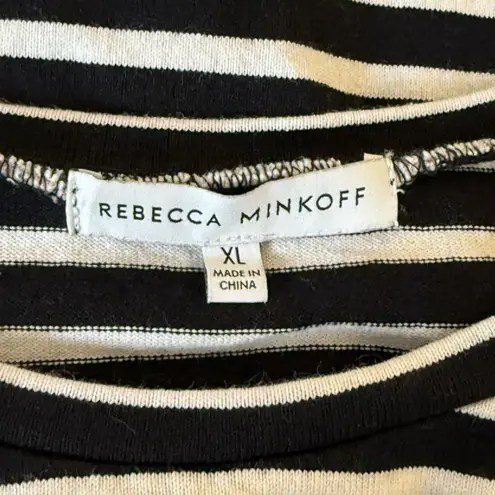 REBECCA MINKOFF
XL
MADE IN
CHINA